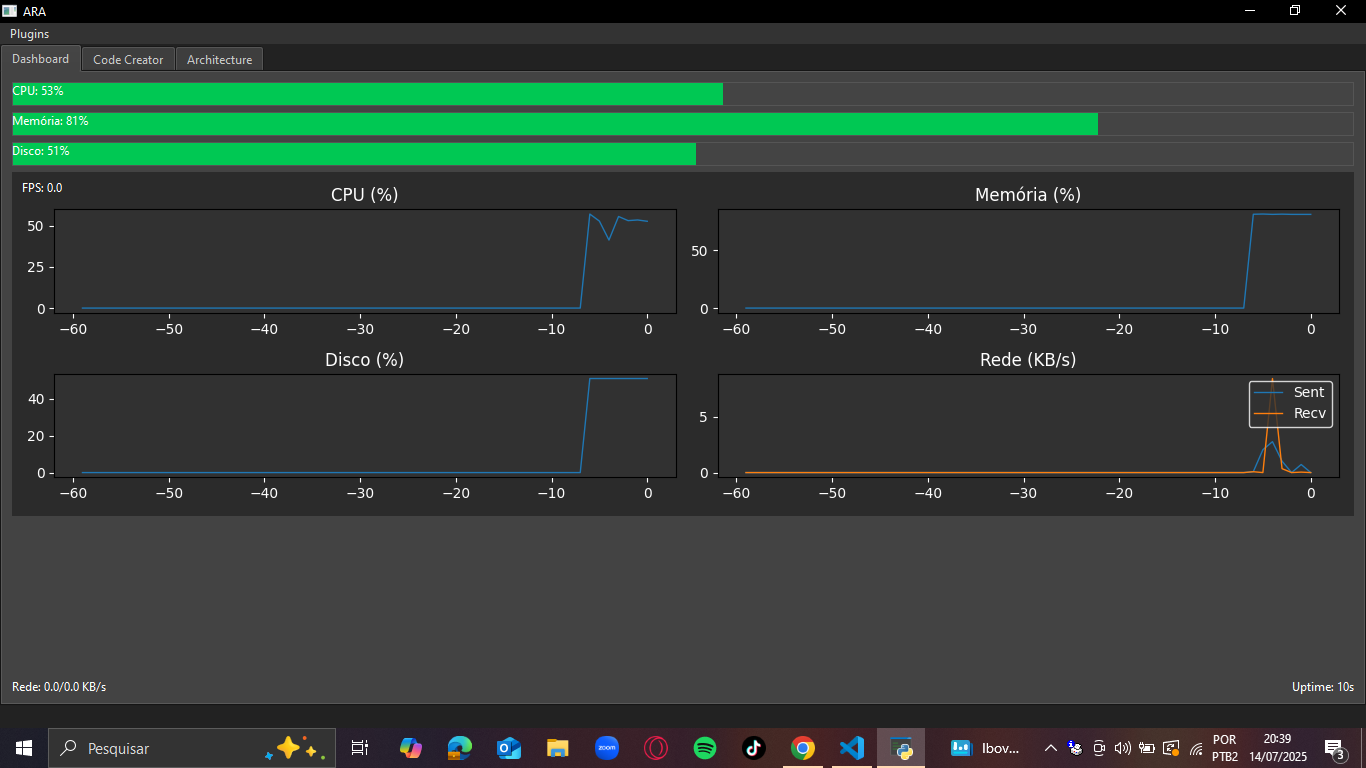 ARA
Plugins
Dashboard Code Creator Architecture
CPU: 53%
Memória: 81%
Disco: 51%
FPS: 0.0
CPU (%)
50
25
0
−60 −50 −40 −30 −20 −10 0
Memória (%)
50
0
−60 −50 −40 −30 −20 −10 0
Disco (%)
40
20
0
−60 −50 −40 −30 −20 −10 0
Rede (KB/s)
Sent
Recv
5
0
−60 −50 −40 −30 −20 −10 0
Rede: 0.0/0.0 KB/s Uptime: 10s
Pesquisar
zoom
Ibov...
POR
PTB2
20:39
14/07/2025
3